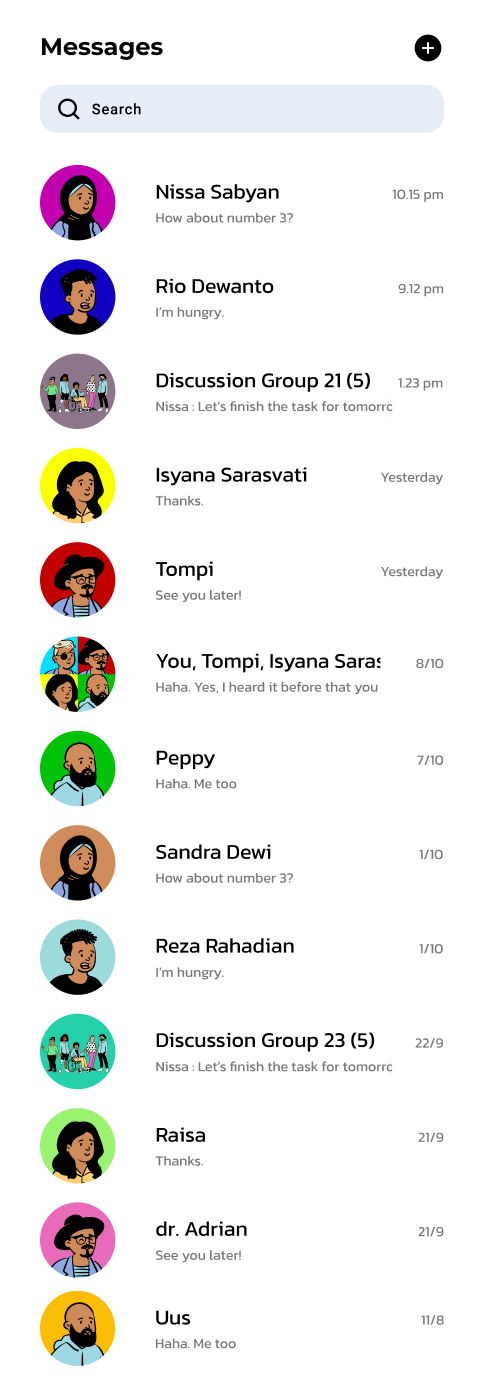 Messages
Search
Nissa Sabyan 10.15 pm
How about number 3?
Rio Dewanto 9.12 pm
I'm hungry.
Discussion Group 21 (5) 1.23 pm
Nissa : Let's finish the task for tomorro
Isyana Sarasvati Yesterday
Thanks.
Tompi Yesterday
See you later!
You, Tompi, Isyana Saras 8/10
Haha. Yes, I heard it before that you
Peppy 7/10
Haha. Me too
Sandra Dewi 1/10
How about number 3?
Reza Rahadian 1/10
I'm hungry.
Discussion Group 23 (5) 22/9
Nissa : Let's finish the task for tomorro
Raisa 21/9
Thanks.
dr. Adrian 21/9
See you later!
Uus 11/8
Haha. Me too